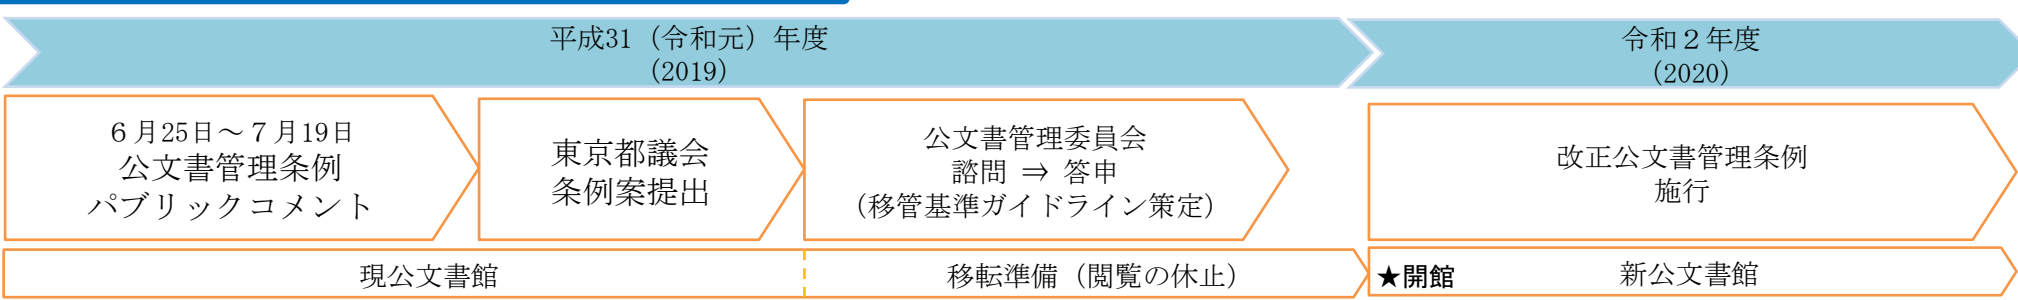 平成31（令和元）年度
（2019）
令和２年度
（2020）
６月25日～７月19日
公文書管理条例
パブリックコメント
東京都議会
条例案提出
公文書管理委員会
諮問 ⇒ 答申
（移管基準ガイドライン策定）
改正公文書管理条例
施行
現公文書館
移転準備（閲覧の休止）
★開館
新公文書館